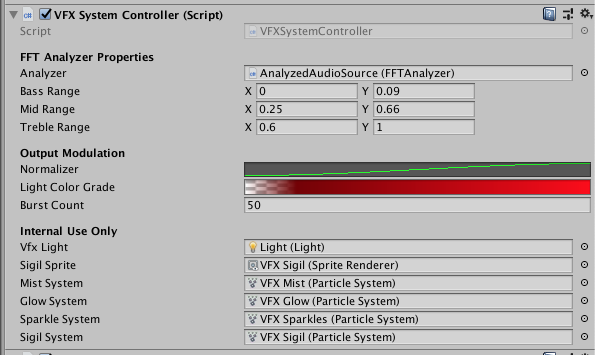 VFX System Controller (Script)
Script VFXSystemController
FFT Analyzer Properties
Analyzer AnalyzedAudioSource (FFTAnalyzer)
Bass Range X 0 Y 0.09
Mid Range X 0.25 Y 0.66
Treble Range X 0.6 Y 1
Output Modulation
Normalizer
Light Color Grade
Burst Count 50
Internal Use Only
Vfx Light Light (Light)
Sigil Sprite VFX Sigil (Sprite Renderer)
Mist System VFX Mist (Particle System)
Glow System VFX Glow (Particle System)
Sparkle System VFX Sparkles (Particle System)
Sigil System VFX Sigil (Particle System)